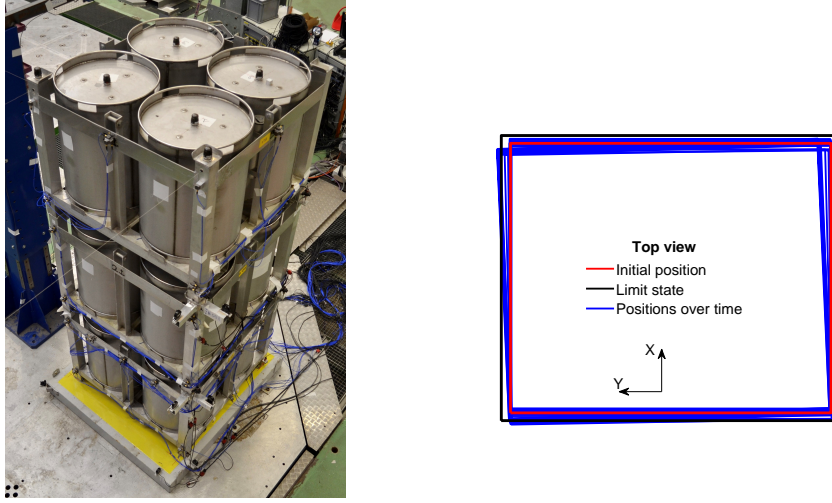 Top view
Initial position
Limit state
Positions over time
X
Y